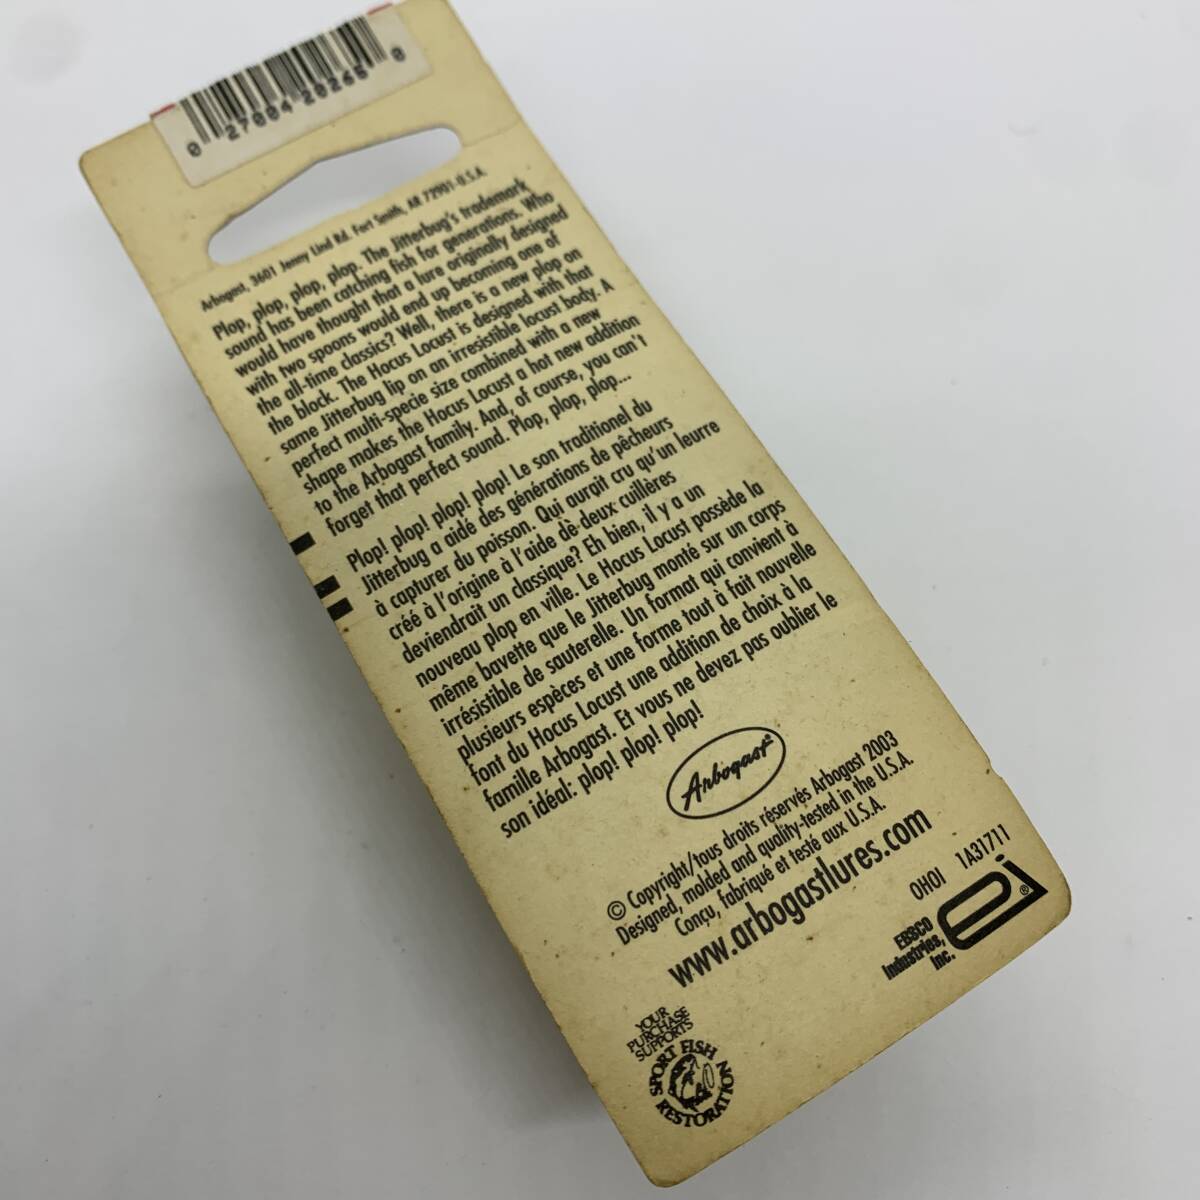 0 27004 20265 0
Arbogast, 3601 Jenny Lind Rd. Fort Smith, AR 72901-U.S.A.
Plop, plop, plop, plop. The Jitterbug's trademark
sound has been catching fish for generations. Who
would have thought that a lure originally designed
with two spoons would end up becoming one of
the all-time classics? Well, there is a new plop on
the block. The Hocus Locust is designed with that
same Jitterbug lip on an irresistible locust body. A
perfect multi-specie size combined with a new
shape makes the Hocus Locust a hot new addition
to the Arbogast family. And, of course, you can't
forget that perfect sound. Plop, plop, plop...
Plop! plop! plop! plop! Le son traditionel du
Jitterbug a aidé des générations de pêcheurs
à capturer du poisson. Qui aurait cru qu'un leurre
créé à l'origine à l'aide de deux cuillères
deviendrait un classique? Eh bien, il y a un
nouveau plop en ville. Le Hocus Locust possède la
même bavette que le Jitterbug monté sur un corps
irrésistible de sauterelle. Un format qui convient à
plusieurs espèces et une forme tout à fait nouvelle
font du Hocus Locust une addition de choix à la
famille Arbogast. Et vous ne devez pas oublier le
son idéal: plop! plop! plop!
Arbogast
© Copyright/tous droits réservés Arbogast 2003
Designed, molded and quality-tested in the U.S.A.
Conçu, fabriqué et testé aux U.S.A.
www.arbogastlures.com
OHOI 1A31711
EBSCO
Industries,
Inc.
ei®
YOUR
PURCHASE
SUPPORTS
SPORT FISH
RESTORATION